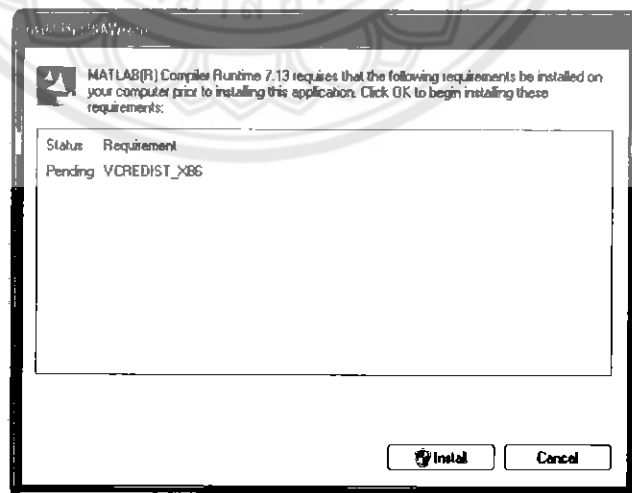 MATLAB(R) Compiler Runtime 7.13 requires that the following requirements be installed on
your computer prior to installing this application. Click OK to begin installing these
requirements:
Status Requirement
Pending VCREDIST_X86
Install Cancel